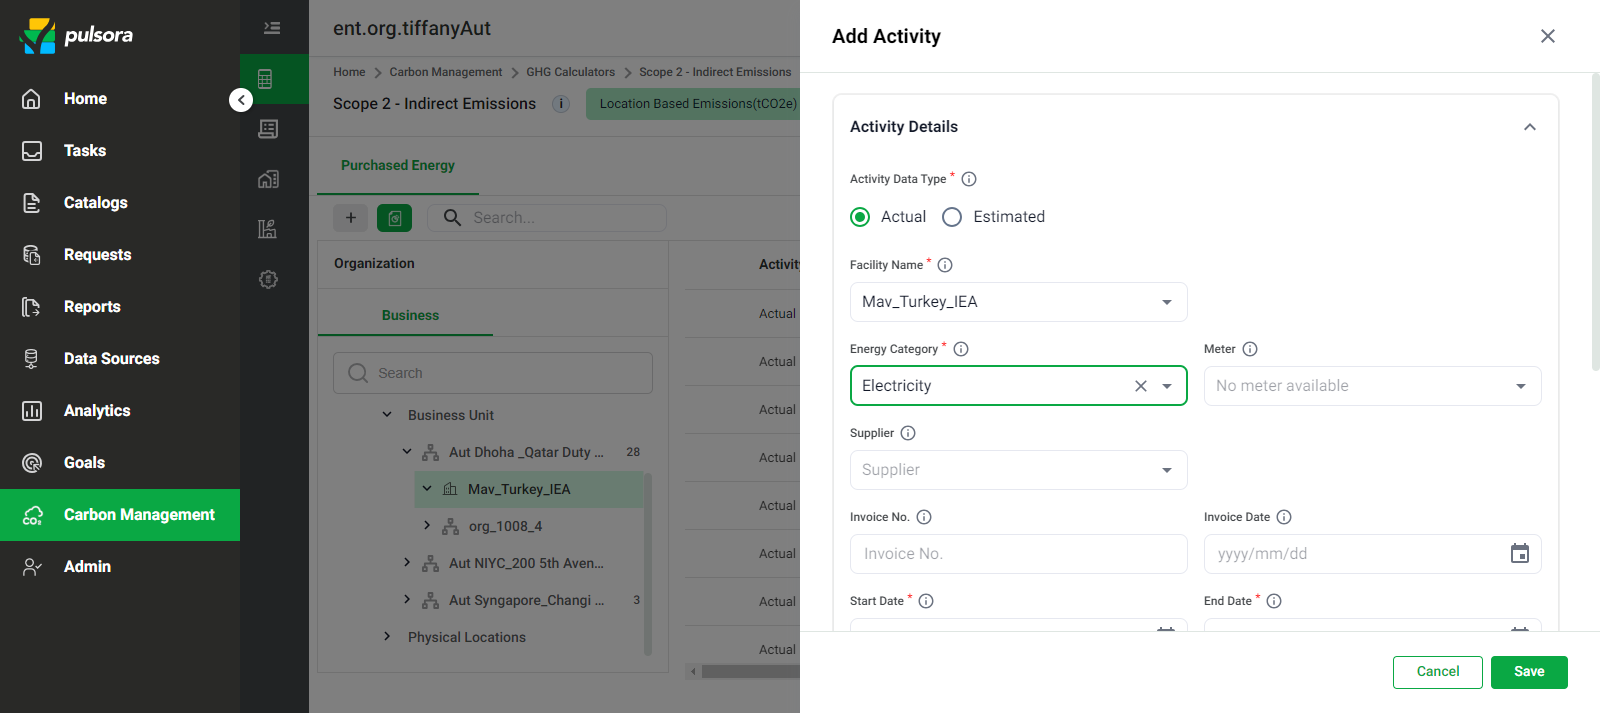 pulsora
Home
Tasks
Catalogs
Requests
Reports
Data Sources
Analytics
Goals
Carbon Management
Admin
ent.org.tiffanyAut
Home > Carbon Management > GHG Calculators > Scope 2 - Indirect Emissions
Scope 2 - Indirect Emissions
Location Based Emissions(tCO2e)
Purchased Energy
Search...
Organization
Business
Search
Business Unit
Aut Dhoha _Qatar Duty ... 28
Mav_Turkey_IEA
org_1008_4
Aut NIYC_200 5th Aven...
Aut Syngapore_Changi ... 3
Physical Locations
Actual
Actual
Actual
Actual
Actual
Actual
Actual
Actual
Add Activity
Activity Details
Activity Data Type *
Actual Estimated
Facility Name *
Mav_Turkey_IEA
Energy Category * Meter
Electricity No meter available
Supplier
Supplier
Invoice No. Invoice Date
Invoice No. yyyy/mm/dd
Start Date * End Date *
Cancel Save